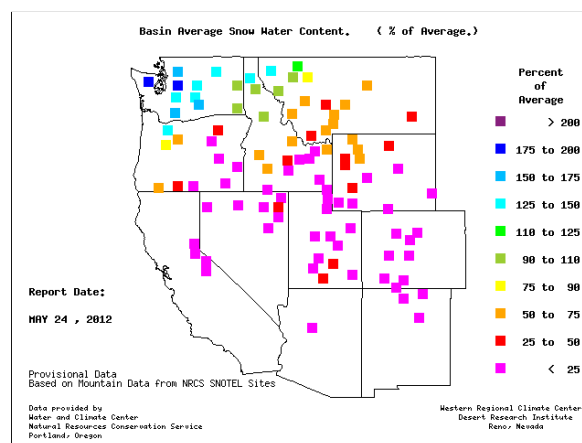 Basin Average Snow Water Content. ( % of Average.)
Percent
of
Average
> 200
175 to 200
150 to 175
125 to 150
110 to 125
90 to 110
75 to 90
50 to 75
25 to 50
< 25
Report Date:
MAY 24 , 2012
Provisional Data
Based on Mountain Data from NRCS SNOTEL Sites
Data provided by
Water and Climate Center
Natural Resources Conservation Service
Portland, Oregon
Western Regional Climate Center
Desert Research Institute
Reno, Nevada